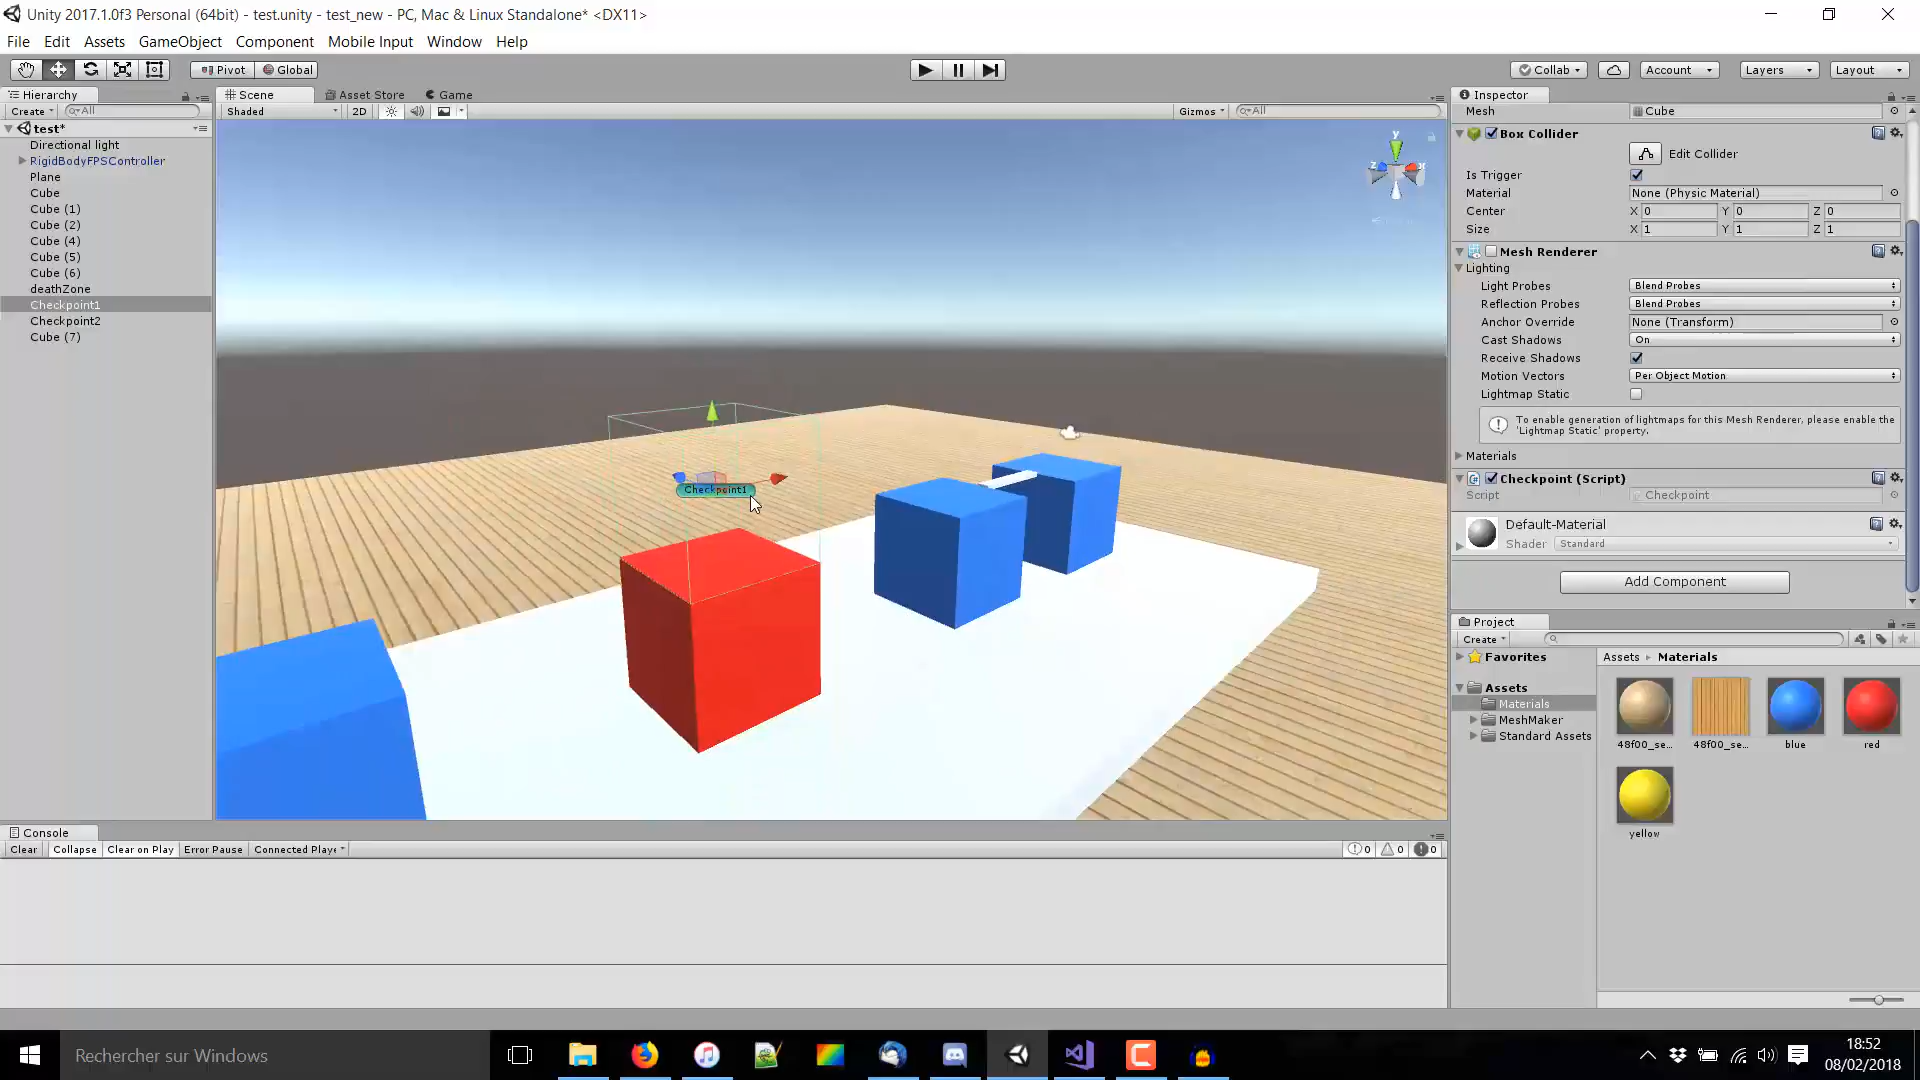 Unity 2017.1.0f3 Personal (64bit) - test.unity - test_new - PC, Mac & Linux Standalone* <DX11>
File Edit Assets GameObject Component Mobile Input Window Help
Pivot Global Collab Account Layers Layout
Hierarchy
Create All
test*
Directional light
RigidBodyFPSController
Plane
Cube
Cube (1)
Cube (2)
Cube (4)
Cube (5)
Cube (6)
deathZone
Checkpoint1
Checkpoint2
Cube (7)
Scene Asset Store Game
Shaded 2D Gizmos All
y
z
Checkpoint1
Inspector
Mesh Cube
Box Collider
Edit Collider
Is Trigger
Material None (Physic Material)
Center X 0 Y 0 Z 0
Size X 1 Y 1 Z 1
Mesh Renderer
Lighting
Light Probes Blend Probes
Reflection Probes Blend Probes
Anchor Override None (Transform)
Cast Shadows On
Receive Shadows
Motion Vectors Per Object Motion
Lightmap Static
To enable generation of lightmaps for this Mesh Renderer, please enable the
'Lightmap Static' property.
Materials
Checkpoint (Script)
Script Checkpoint
Default-Material
Shader Standard
Add Component
Project
Create
Favorites
Assets
Materials
MeshMaker
Standard Assets
Assets Materials
48f00_se... 48f00_se... blue red
yellow
Console
Clear Collapse Clear on Play Error Pause Connected Playe
0 0 0
Rechercher sur Windows
18:52
08/02/2018